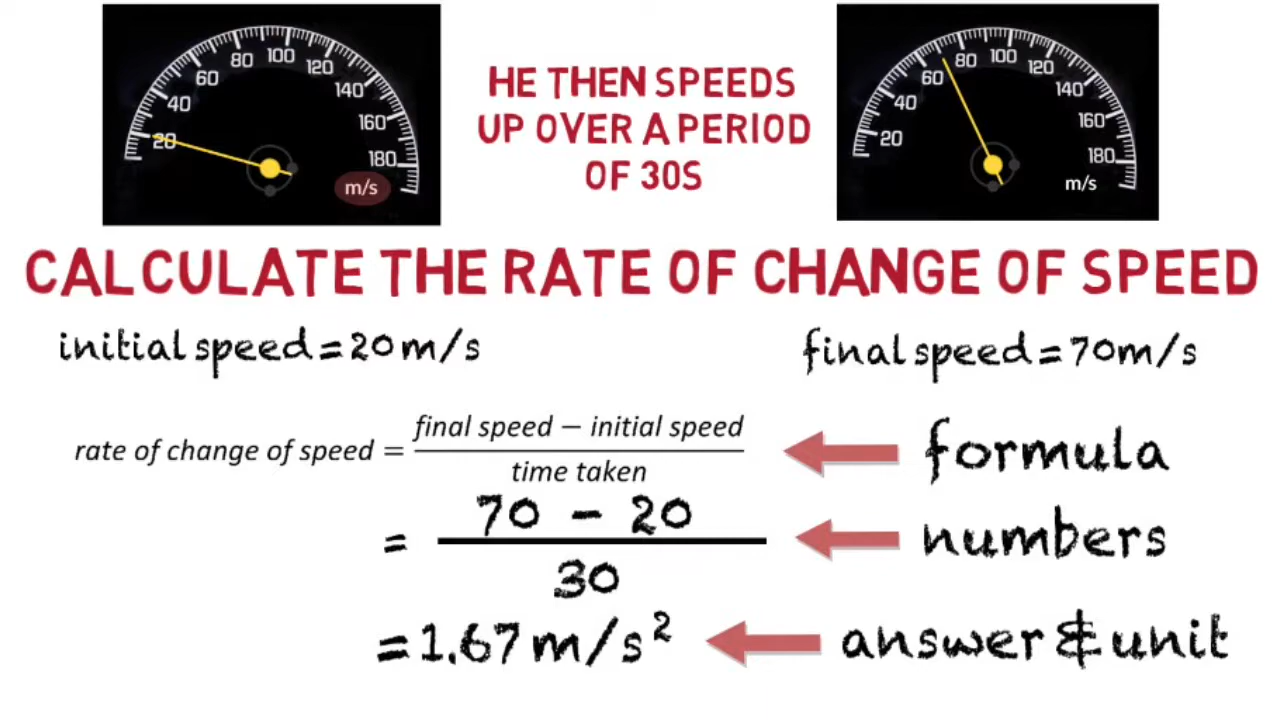 20 40 60 80 100 120 140 160 180
m/s
HE THEN SPEEDS
UP OVER A PERIOD
OF 30S
20 40 60 80 100 120 140 160 180
m/s
CALCULATE THE RATE OF CHANGE OF SPEED
initial speed = 20 m/s
final speed = 70m/s
rate of change of speed = final speed − initial speed
time taken
formula
= 70 - 20
30
numbers
= 1.67 m/s²
answer & unit